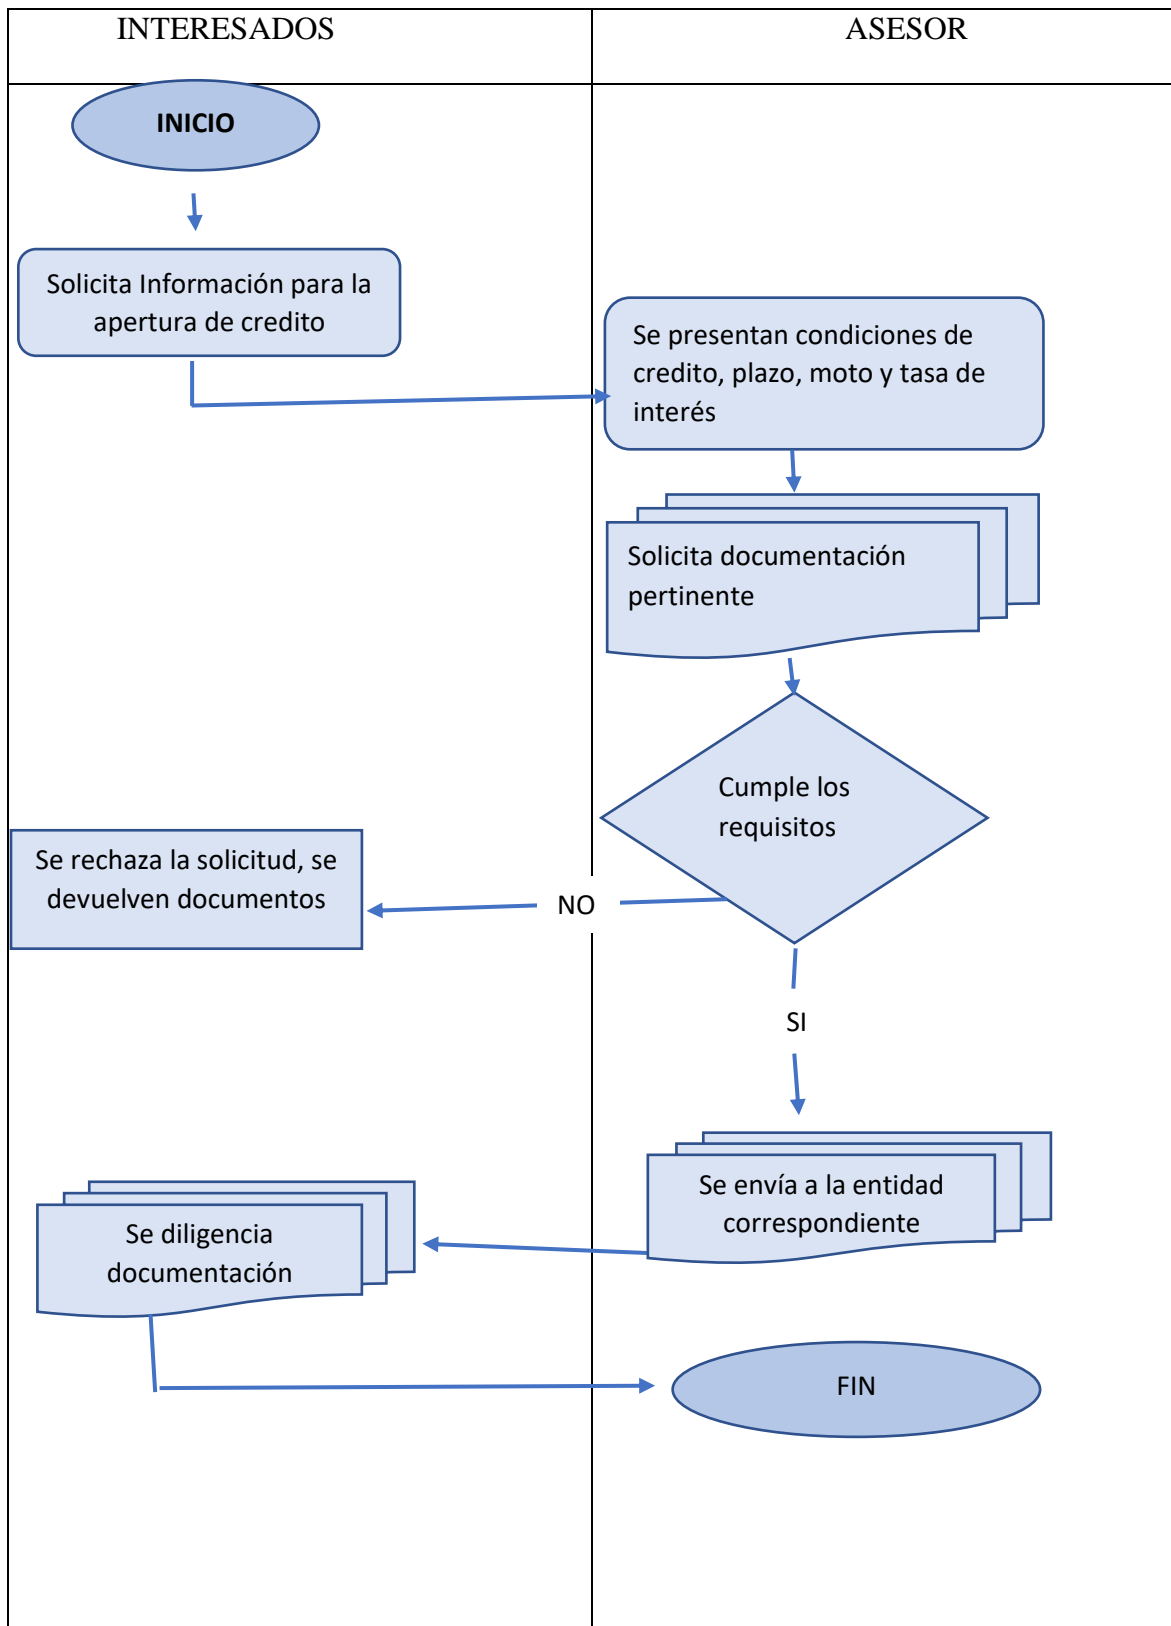 INTERESADOS
ASESOR
INICIO
Solicita Información para la
apertura de credito
Se presentan condiciones de
credito, plazo, moto y tasa de
interés
Solicita documentación
pertinente
Cumple los
requisitos
Se rechaza la solicitud, se
devuelven documentos
NO
SI
Se envía a la entidad
correspondiente
Se diligencia
documentación
FIN